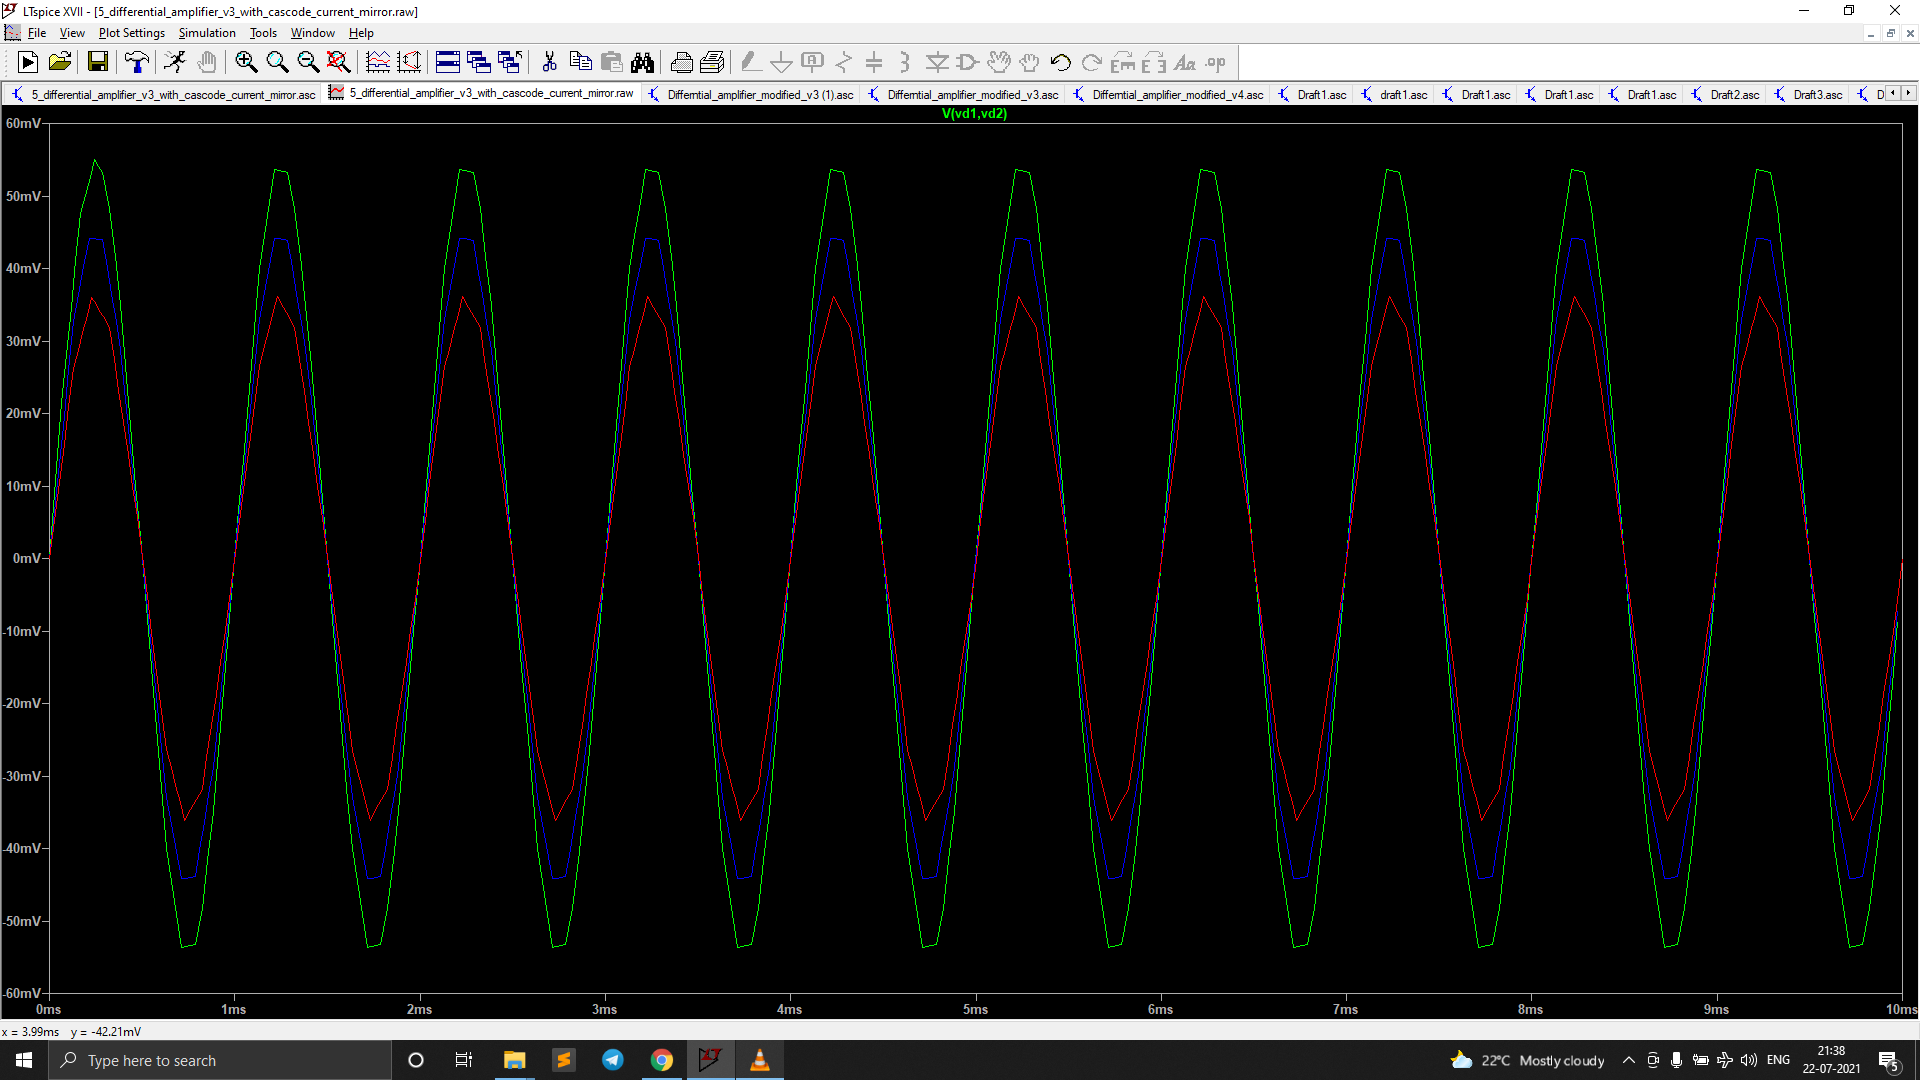 LTspice XVII - [5_differential_amplifier_v3_with_cascode_current_mirror.raw]
File View Plot Settings Simulation Tools Window Help
Aa .op
5_differential_amplifier_v3_with_cascode_current_mirror.asc 5_differential_amplifier_v3_with_cascode_current_mirror.raw Differntial_amplifier_modified_v3 (1).asc Differntial_amplifier_modified_v3.asc Differntial_amplifier_modified_v4.asc Draft1.asc draft1.asc Draft1.asc Draft1.asc Draft1.asc Draft2.asc Draft3.asc D
V(vd1,vd2)
60mV
50mV
40mV
30mV
20mV
10mV
0mV
-10mV
-20mV
-30mV
-40mV
-50mV
-60mV
0ms 1ms 2ms 3ms 4ms 5ms 6ms 7ms 8ms 9ms 10ms
x = 3.99ms y = -42.21mV
Type here to search
22°C Mostly cloudy
ENG
21:38
22-07-2021
5